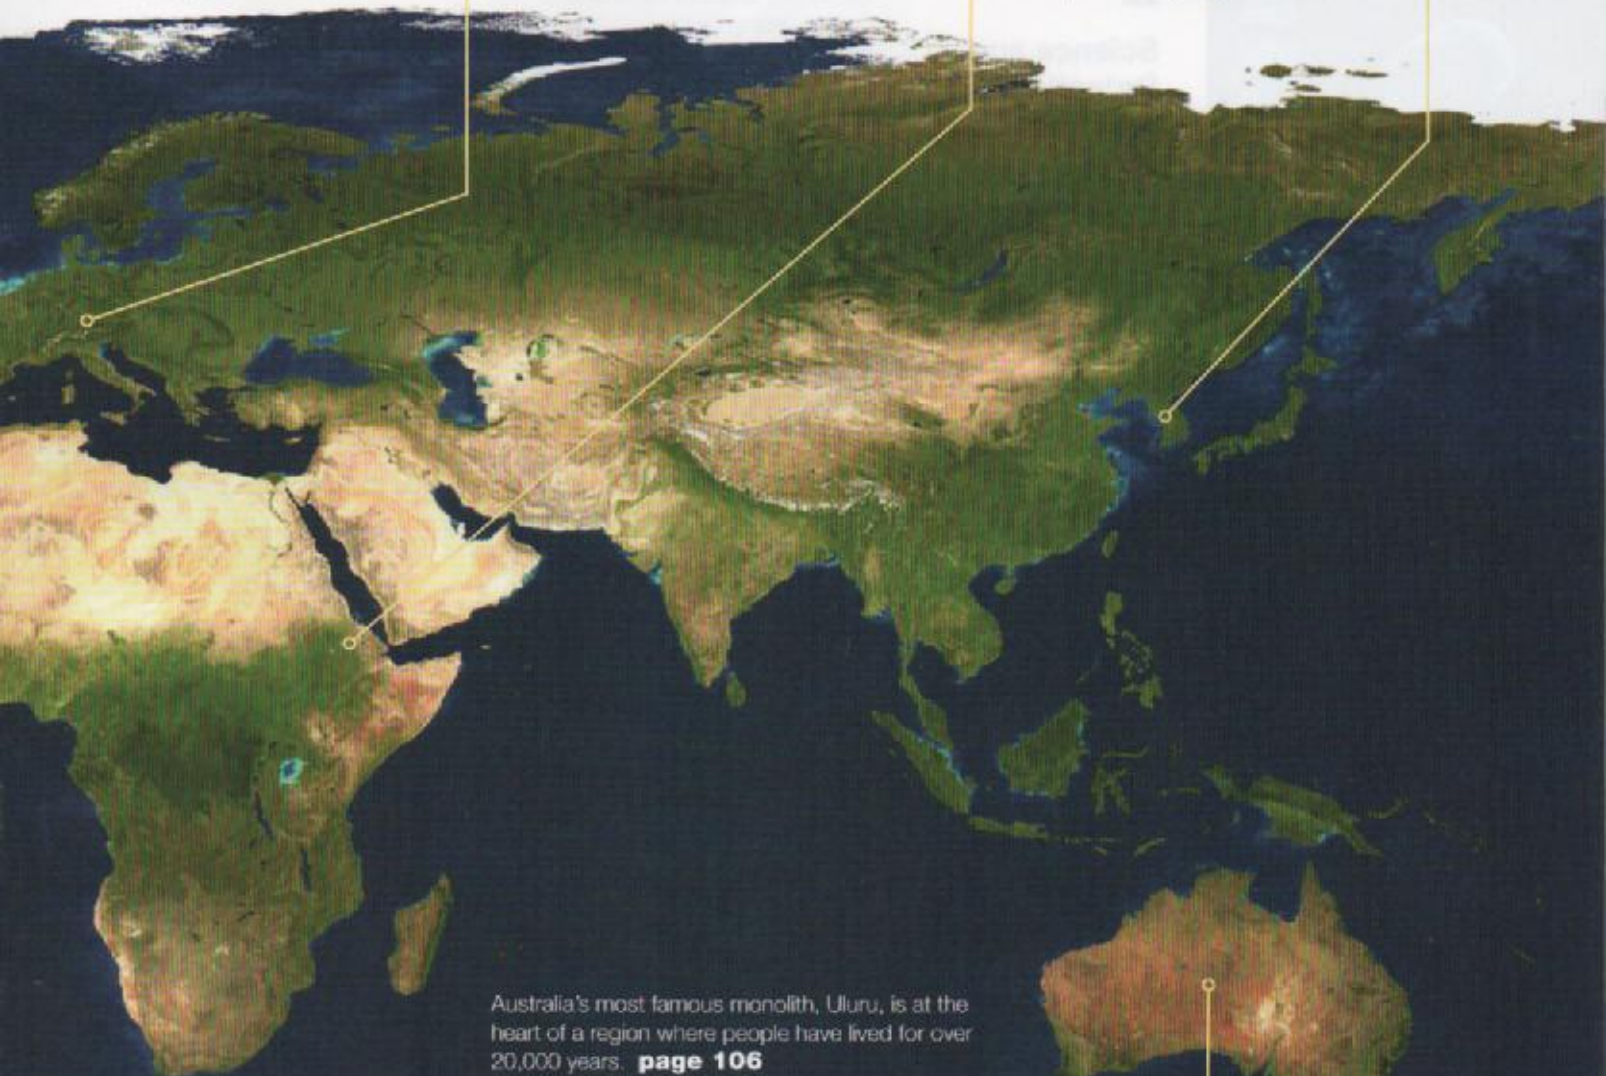 Australia's most famous monolith, Uluru, is at the
heart of a region where people have lived for over
20,000 years. page 106